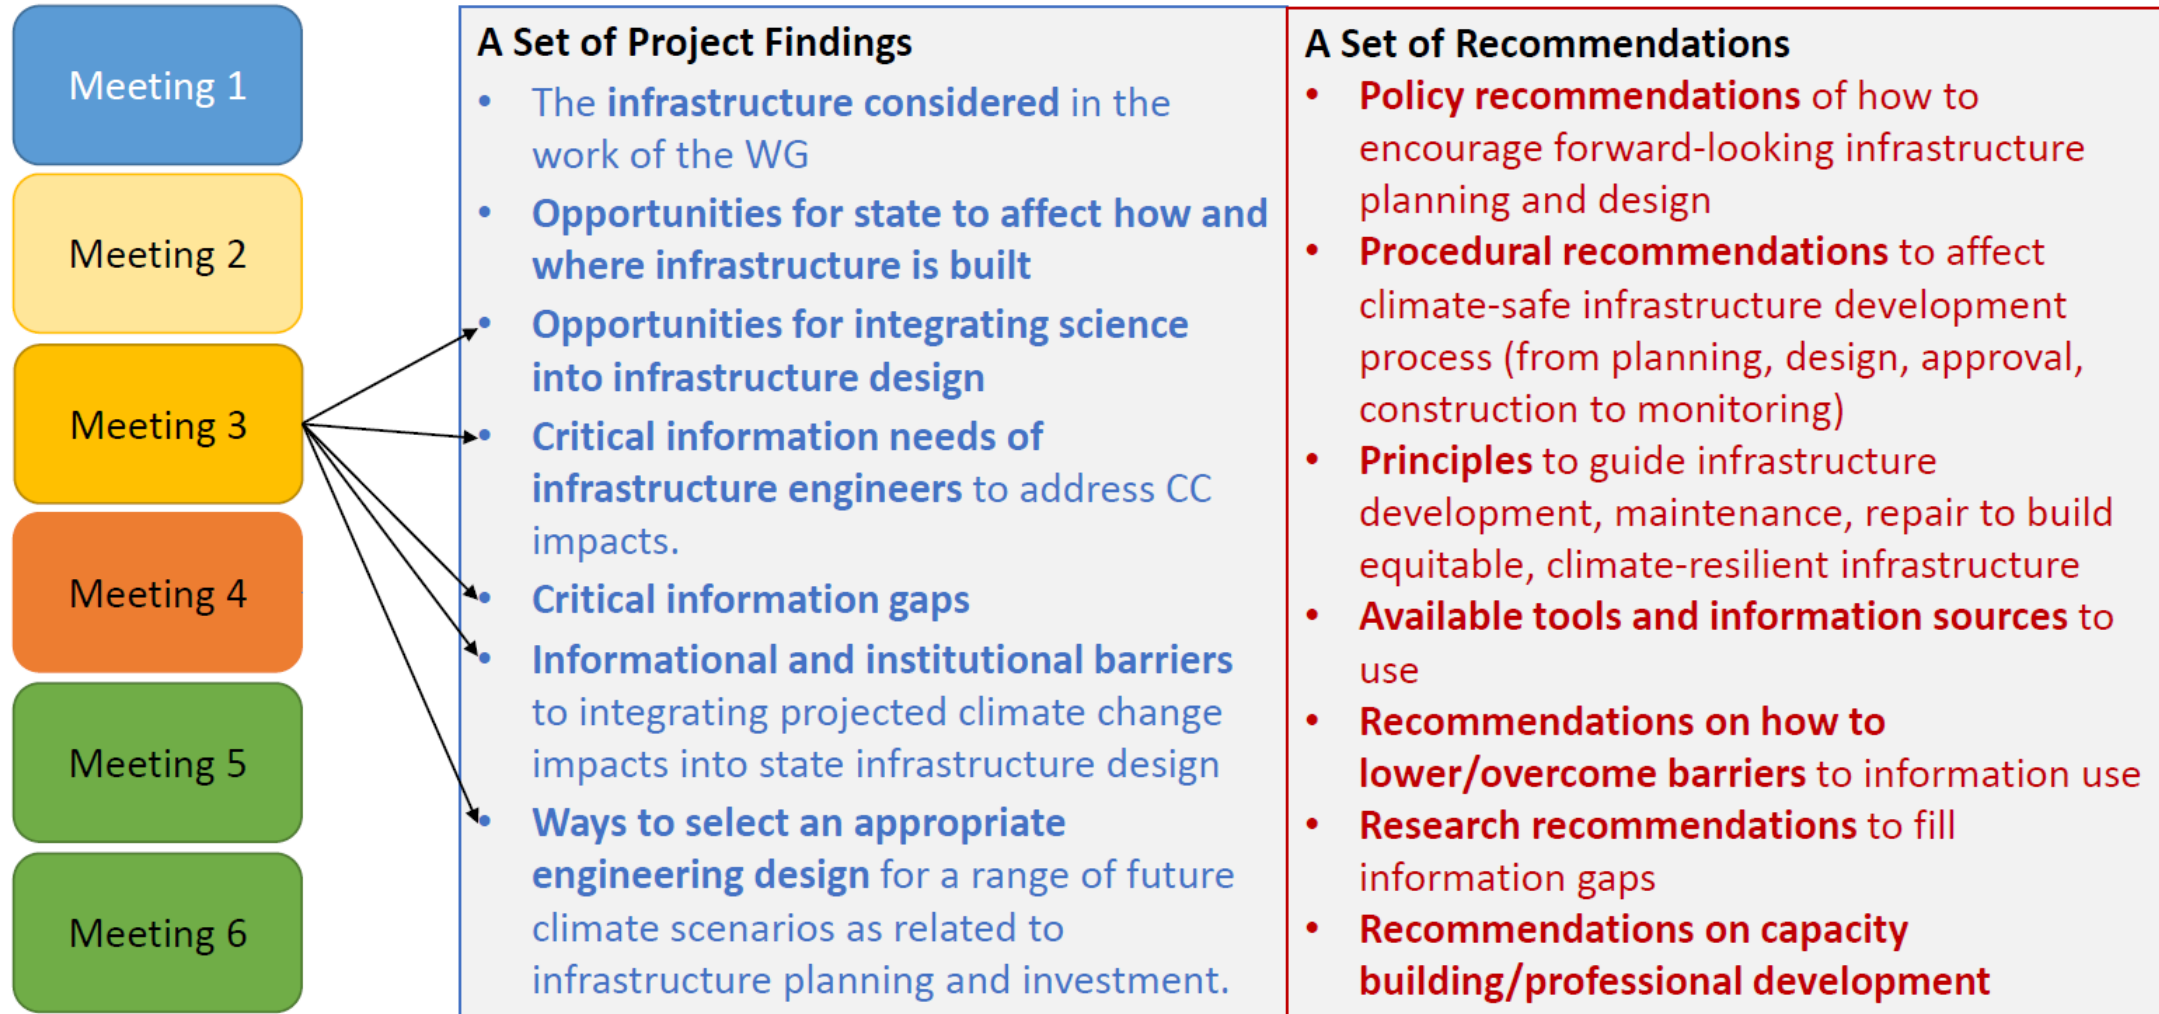 Meeting 1
Meeting 2
Meeting 3
Meeting 4
Meeting 5
Meeting 6
A Set of Project Findings
• The infrastructure considered in the
work of the WG
• Opportunities for state to affect how and
where infrastructure is built
• Opportunities for integrating science
into infrastructure design
• Critical information needs of
infrastructure engineers to address CC
impacts.
• Critical information gaps
• Informational and institutional barriers
to integrating projected climate change
impacts into state infrastructure design
• Ways to select an appropriate
engineering design for a range of future
climate scenarios as related to
infrastructure planning and investment.
A Set of Recommendations
• Policy recommendations of how to
encourage forward-looking infrastructure
planning and design
• Procedural recommendations to affect
climate-safe infrastructure development
process (from planning, design, approval,
construction to monitoring)
• Principles to guide infrastructure
development, maintenance, repair to build
equitable, climate-resilient infrastructure
• Available tools and information sources to
use
• Recommendations on how to
lower/overcome barriers to information use
• Research recommendations to fill
information gaps
• Recommendations on capacity
building/professional development